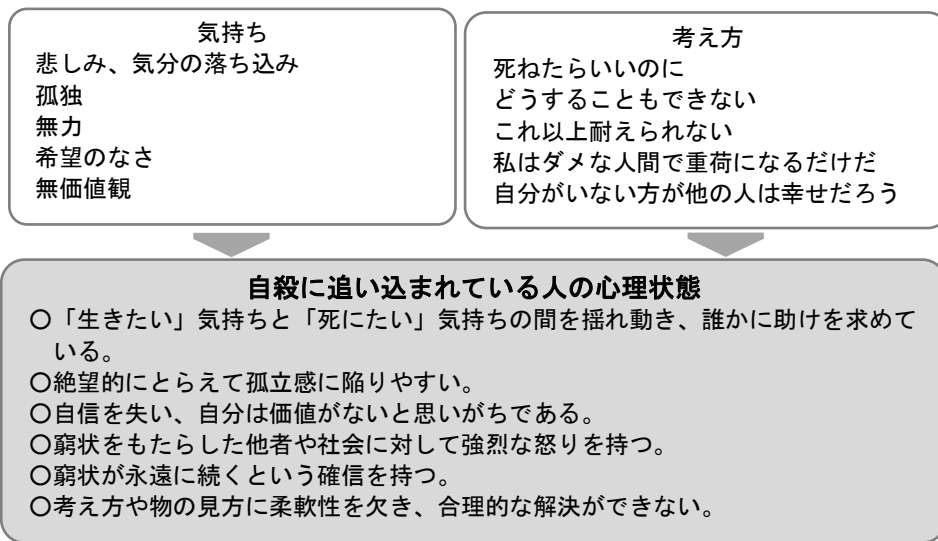 気持ち
悲しみ、気分の落ち込み
孤独
無力
希望のなさ
無価値観
考え方
死ねたらいいのに
どうすることもできない
これ以上耐えられない
私はダメな人間で重荷になるだけだ
自分がいない方が他の人は幸せだろう
自殺に追い込まれている人の心理状態
〇「生きたい」気持ちと「死にたい」気持ちの間を揺れ動き、誰かに助けを求めて
いる。
〇絶望的にとらえて孤立感に陥りやすい。
〇自信を失い、自分は価値がないと思いがちである。
〇窮状をもたらした他者や社会に対して強烈な怒りを持つ。
〇窮状が永遠に続くという確信を持つ。
〇考え方や物の見方に柔軟性を欠き、合理的な解決ができない。